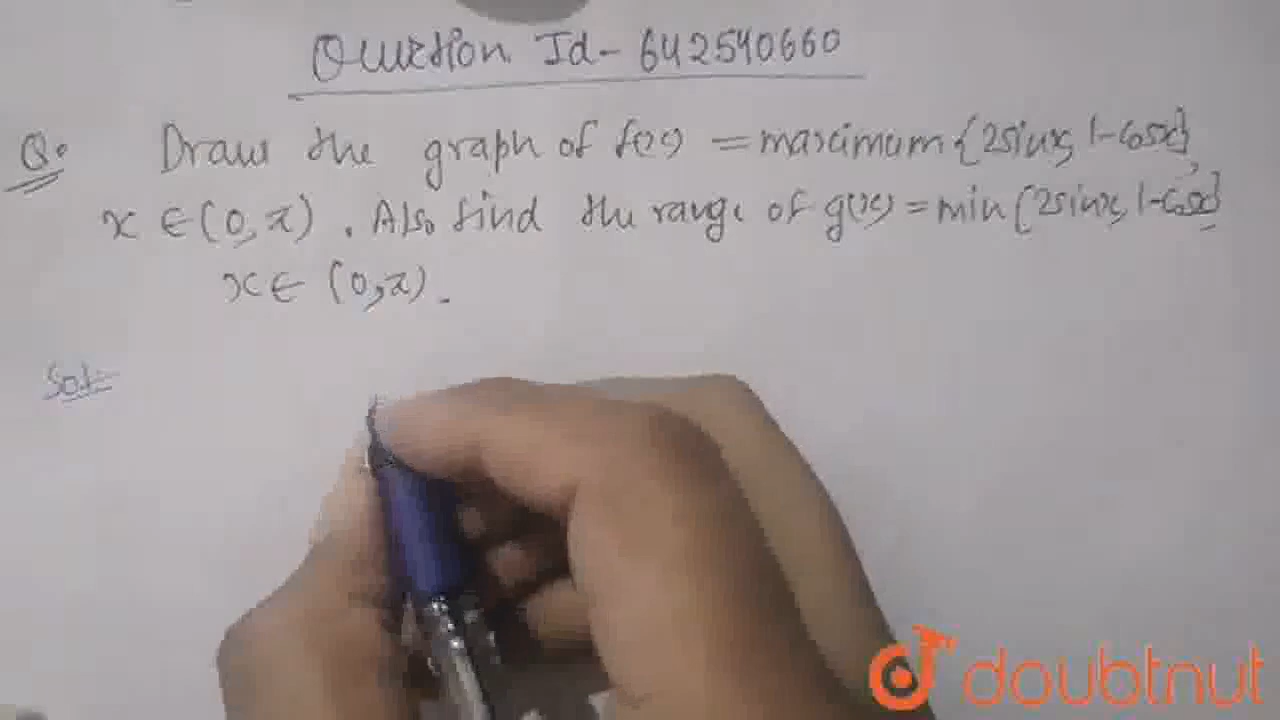 Question Id- 642540660
Q. Draw the graph of f(x) = maximum{2sinx, 1-cosx},
x ∈ (0, π). Also find the range of g(x) = min{2sinx, 1-cosx}
x ∈ (0, π).
Sol:-
doubtnut